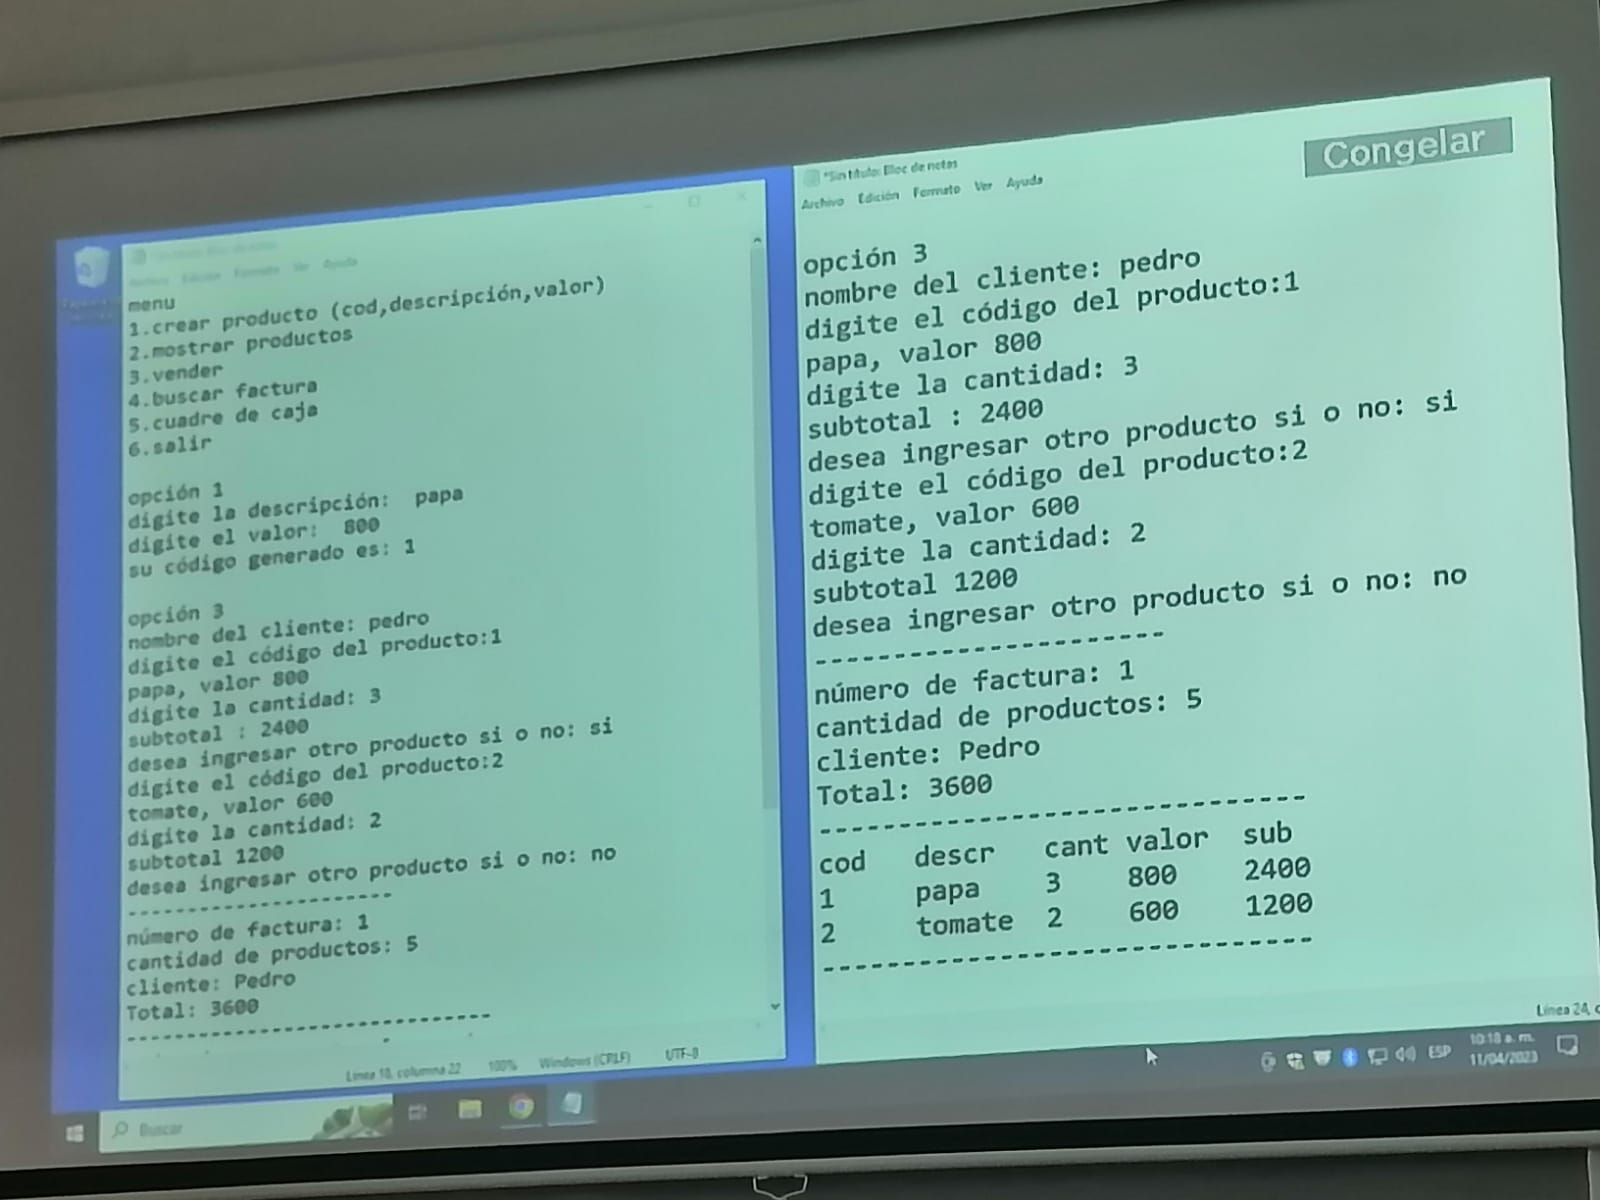 menu
1.crear producto (cod,descripción,valor)
2.mostrar productos
3.vender
4.buscar factura
5.cuadre de caja
6.salir
opción 1
digite la descripción: papa
digite el valor: 800
su código generado es: 1
opción 3
nombre del cliente: pedro
digite el código del producto:1
papa, valor 800
digite la cantidad: 3
subtotal : 2400
desea ingresar otro producto si o no: si
digite el código del producto:2
tomate, valor 600
digite la cantidad: 2
subtotal 1200
desea ingresar otro producto si o no: no
---------------------
número de factura: 1
cantidad de productos: 5
cliente: Pedro
Total: 3600
------------------------------
Línea 18, columna 22 100% Windows (CRLF) UTF-8
Buscar
Congelar
*Sin título: Bloc de notas
Archivo Edición Formato Ver Ayuda
opción 3
nombre del cliente: pedro
digite el código del producto:1
papa, valor 800
digite la cantidad: 3
subtotal : 2400
desea ingresar otro producto si o no: si
digite el código del producto:2
tomate, valor 600
digite la cantidad: 2
subtotal 1200
desea ingresar otro producto si o no: no
---------------------
número de factura: 1
cantidad de productos: 5
cliente: Pedro
Total: 3600
------------------------------
cod descr cant valor sub
1 papa 3 800 2400
2 tomate 2 600 1200
------------------------------
Línea 24, c
ESP
10:18 a. m.
11/04/2023